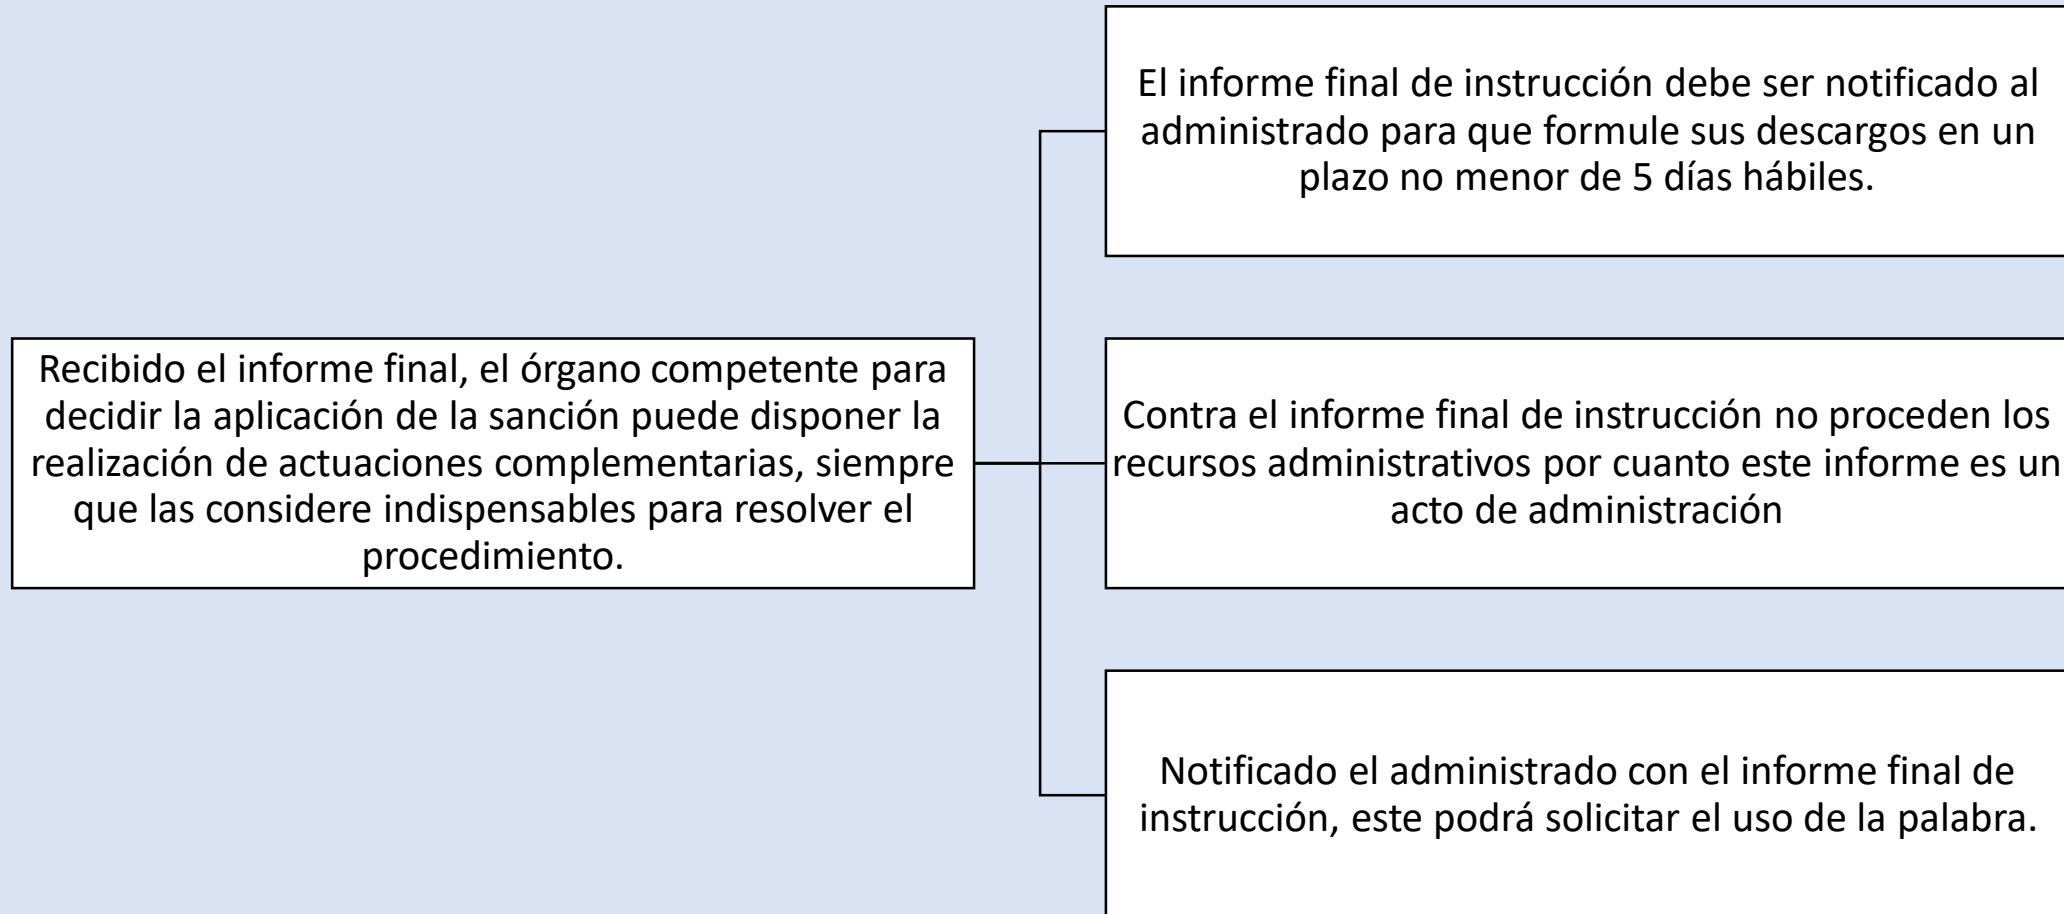 El informe final de instrucción debe ser notificado al
administrado para que formule sus descargos en un
plazo no menor de 5 días hábiles.
Recibido el informe final, el órgano competente para
decidir la aplicación de la sanción puede disponer la
realización de actuaciones complementarias, siempre
que las considere indispensables para resolver el
procedimiento.
Contra el informe final de instrucción no proceden los
recursos administrativos por cuanto este informe es un
acto de administración
Notificado el administrado con el informe final de
instrucción, este podrá solicitar el uso de la palabra.